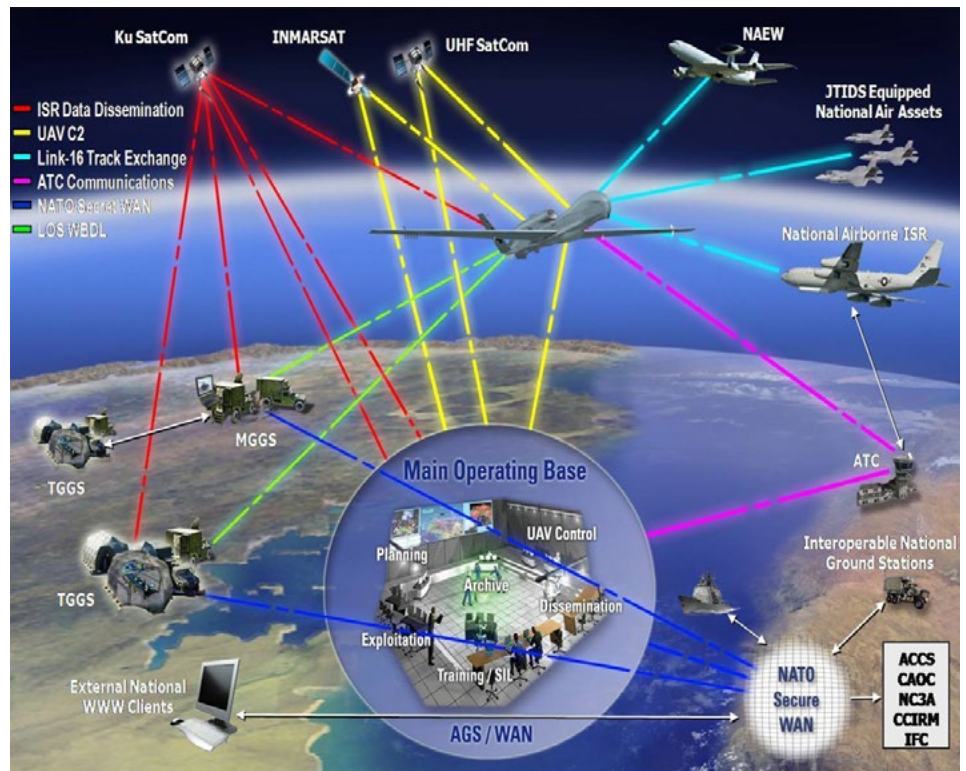 Ku SatCom
INMARSAT
UHF SatCom
NAEW
JTIDS Equipped
National Air Assets
ISR Data Dissemination
UAV C2
Link-16 Track Exchange
ATC Communications
NATO Secret WAN
LOS WBDL
National Airborne ISR
MGGS
TGGS
ATC
Main Operating Base
Planning
UAV Control
Archive
Dissemination
Exploitation
Training / SIL
TGGS
Interoperable National
Ground Stations
External National
WWW Clients
AGS / WAN
NATO
Secure
WAN
ACCS
CAOC
NC3A
CCIRM
IFC